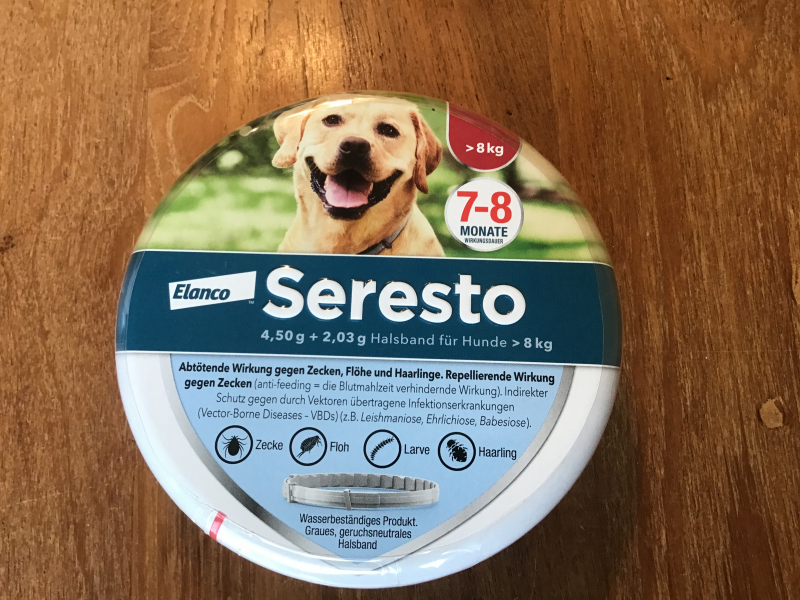 > 8 kg
7-8
MONATE
WIRKUNGSDAUER
Elanco™
Seresto
4,50 g + 2,03 g Halsband für Hunde > 8 kg
Abtötende Wirkung gegen Zecken, Flöhe und Haarlinge. Repellierende Wirkung
gegen Zecken (anti-feeding = die Blutmahlzeit verhindernde Wirkung). Indirekter
Schutz gegen durch Vektoren übertragene Infektionserkrankungen
(Vector-Borne Diseases - VBDs) (z.B. Leishmaniose, Ehrlichiose, Babesiose).
Zecke Floh Larve Haarling
Wasserbeständiges Produkt.
Graues, geruchsneutrales
Halsband